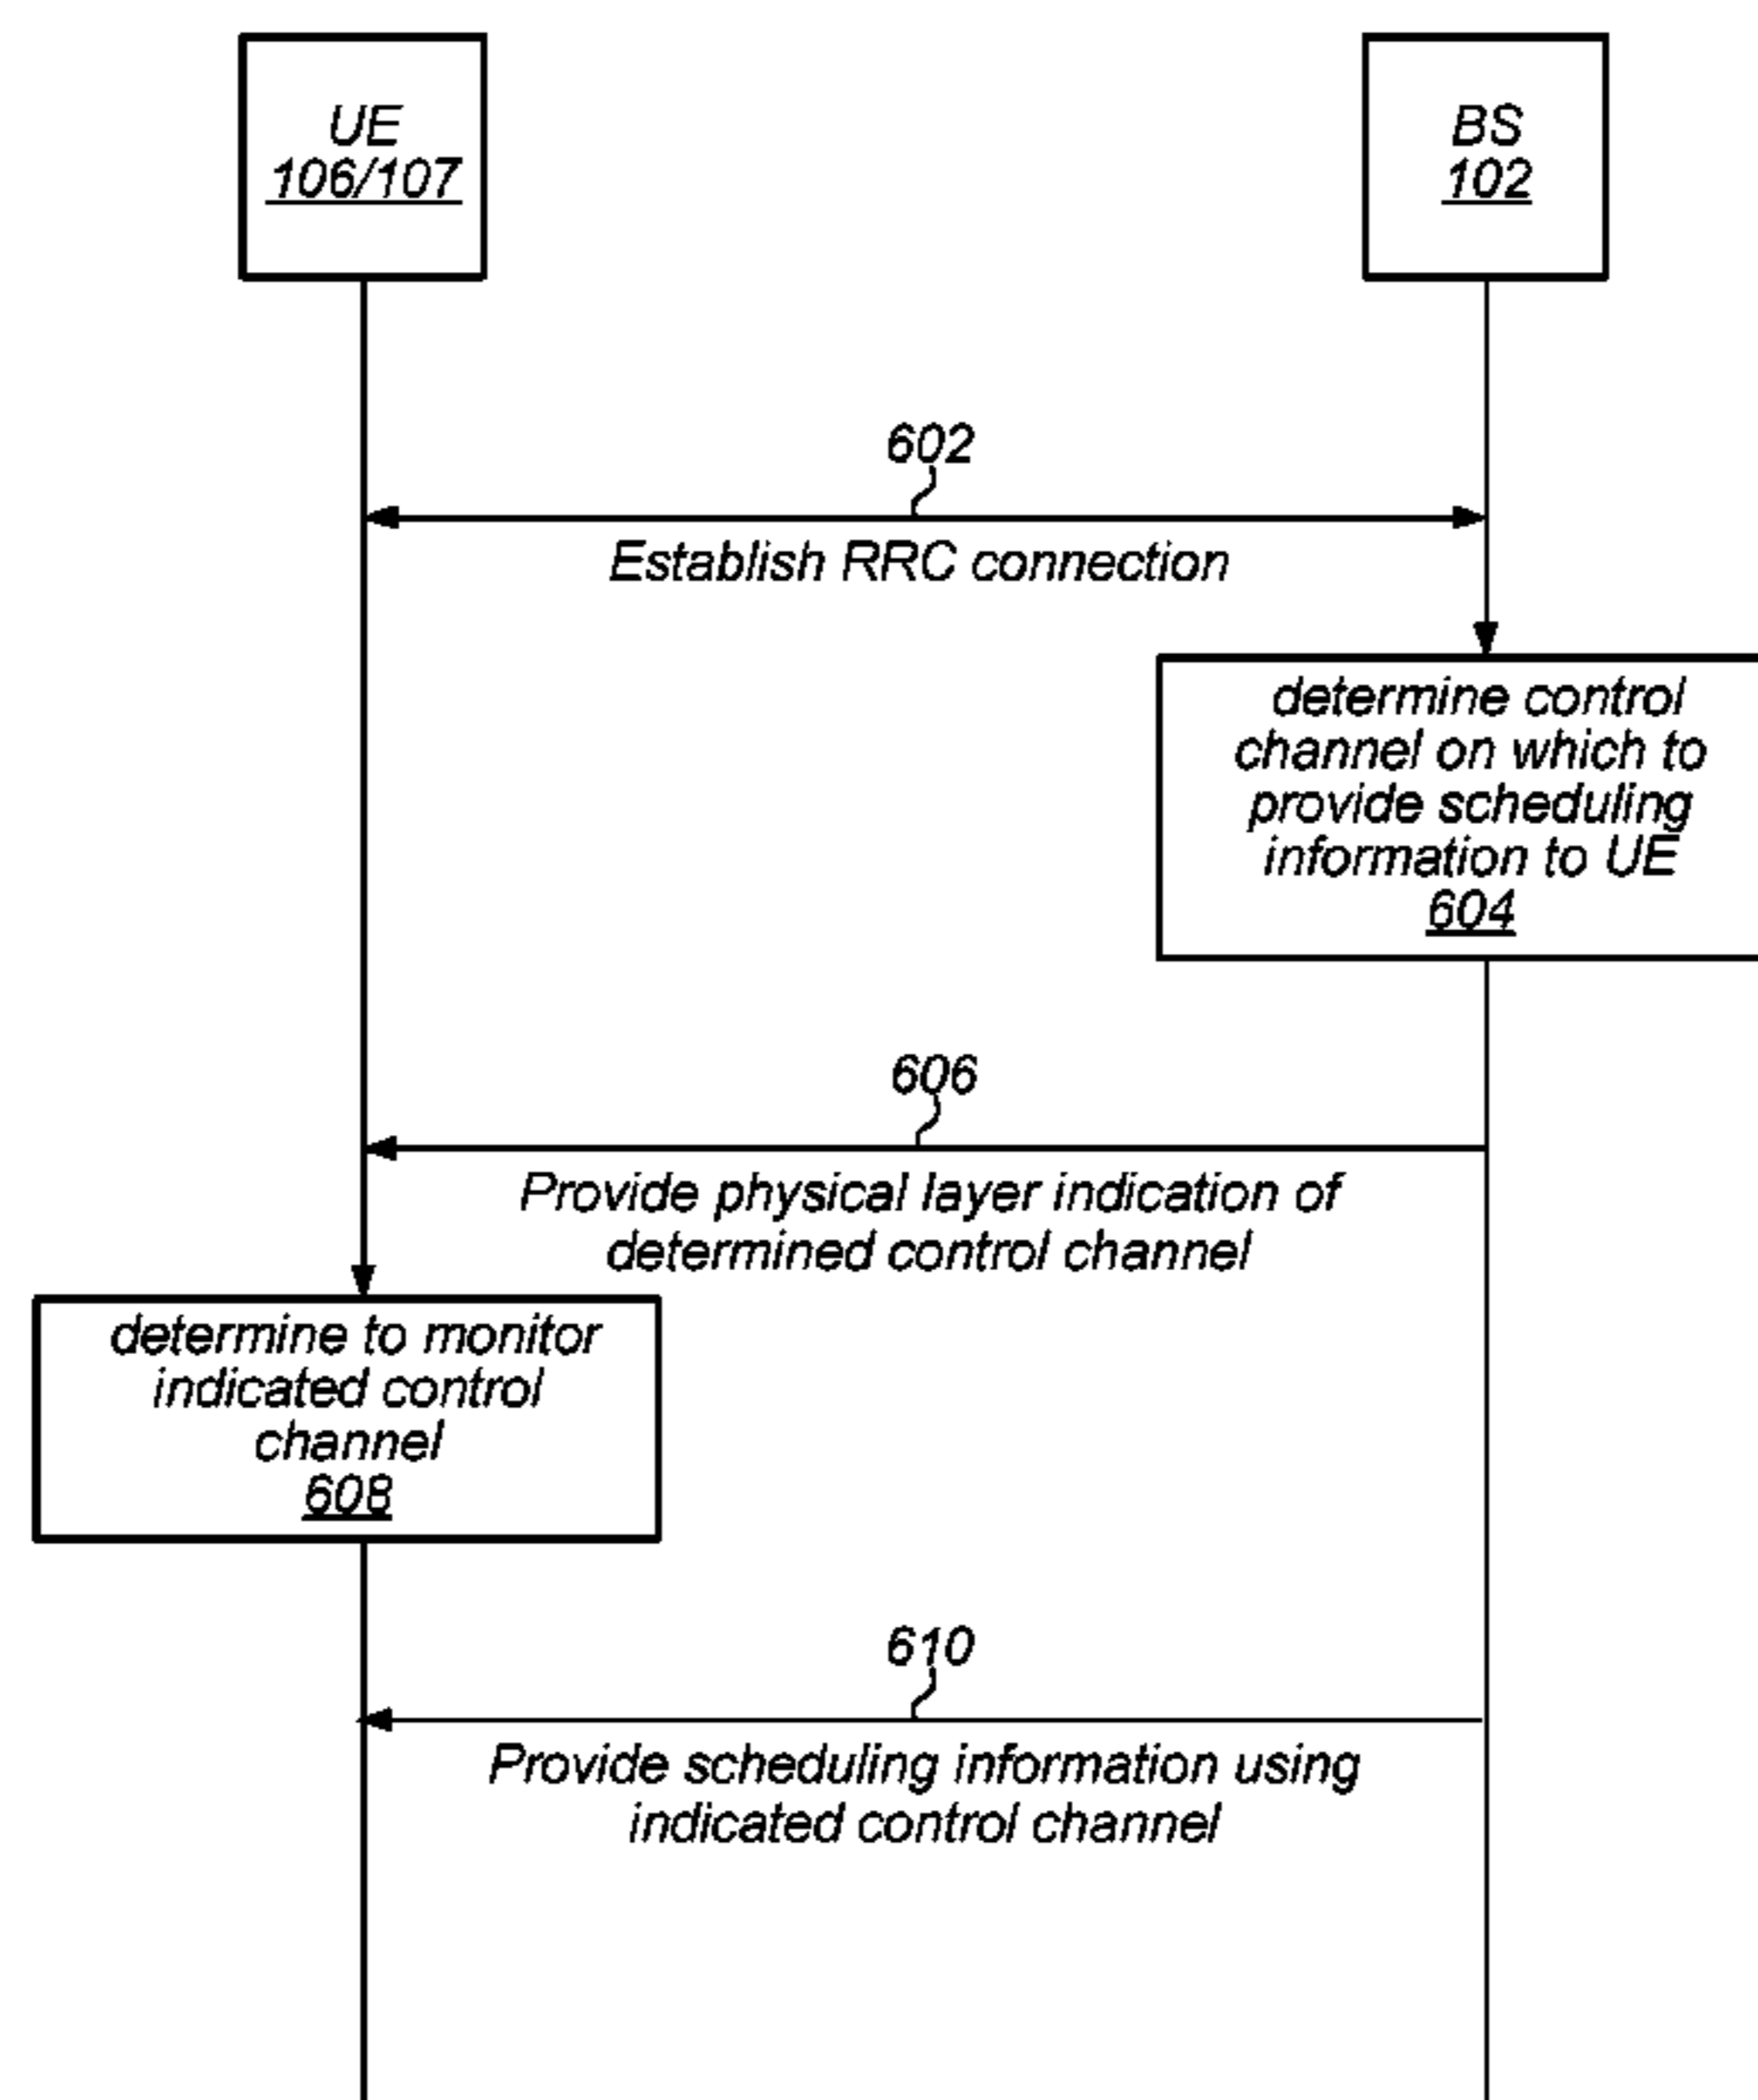 UE
106/107
BS
102
602
Establish RRC connection
determine control
channel on which to
provide scheduling
information to UE
604
606
Provide physical layer indication of
determined control channel
determine to monitor
indicated control
channel
608
610
Provide scheduling information using
indicated control channel